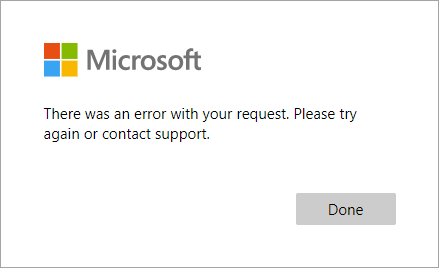 Microsoft
There was an error with your request. Please try
again or contact support.
Done